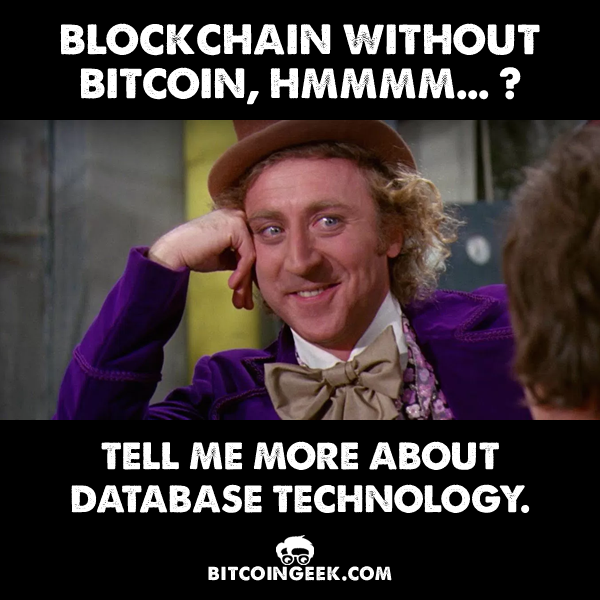 BLOCKCHAIN WITHOUT
BITCOIN, HMMMM... ?
TELL ME MORE ABOUT
DATABASE TECHNOLOGY.
BITCOINGEEK.COM